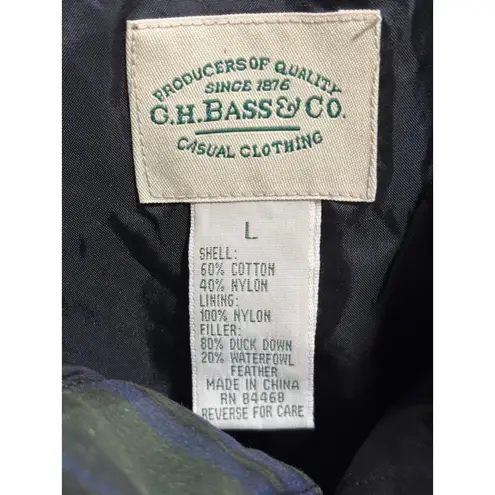 PRODUCERS OF QUALITY
SINCE 1876
G.H. BASS & CO.
CASUAL CLOTHING
L
SHELL:
60% COTTON
40% NYLON
LINING:
100% NYLON
FILLER:
80% DUCK DOWN
20% WATERFOWL
FEATHER
MADE IN CHINA
RN 84468
REVERSE FOR CARE